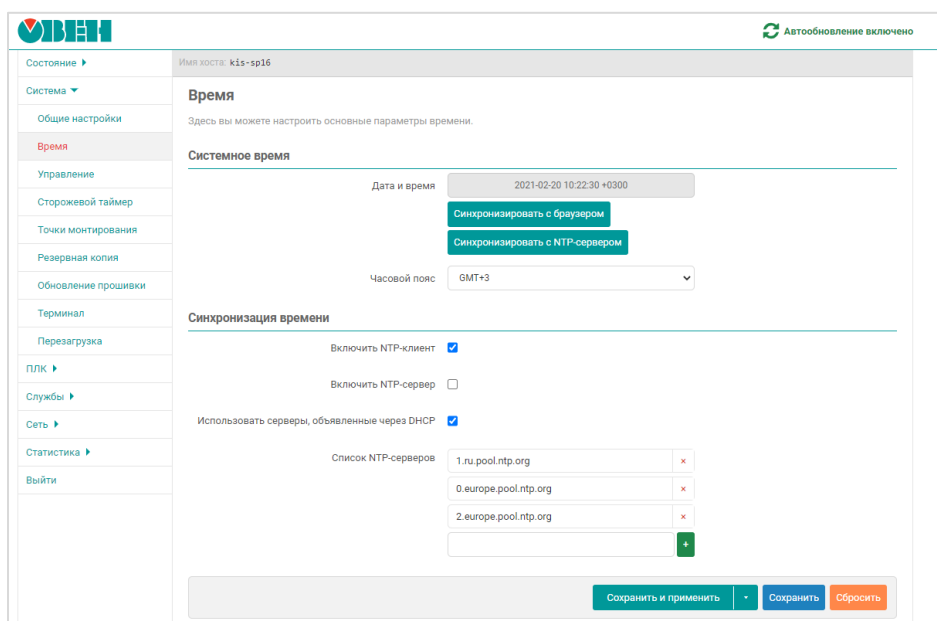 ОВЕН
Автообновление включено
Состояние
Имя хоста: kis-sp16
Система
Общие настройки
Время
Управление
Сторожевой таймер
Точки монтирования
Резервная копия
Обновление прошивки
Терминал
Перезагрузка
ПЛК
Службы
Сеть
Статистика
Выйти
Время
Здесь вы можете настроить основные параметры времени.
Системное время
Дата и время 2021-02-20 10:22:30 +0300
Синхронизировать с браузером
Синхронизировать с NTP-сервером
Часовой пояс GMT+3
Синхронизация времени
Включить NTP-клиент
Включить NTP-сервер
Использовать серверы, объявленные через DHCP
Список NTP-серверов 1.ru.pool.ntp.org ×
0.europe.pool.ntp.org ×
2.europe.pool.ntp.org ×
+
Сохранить и применить Сохранить Сбросить